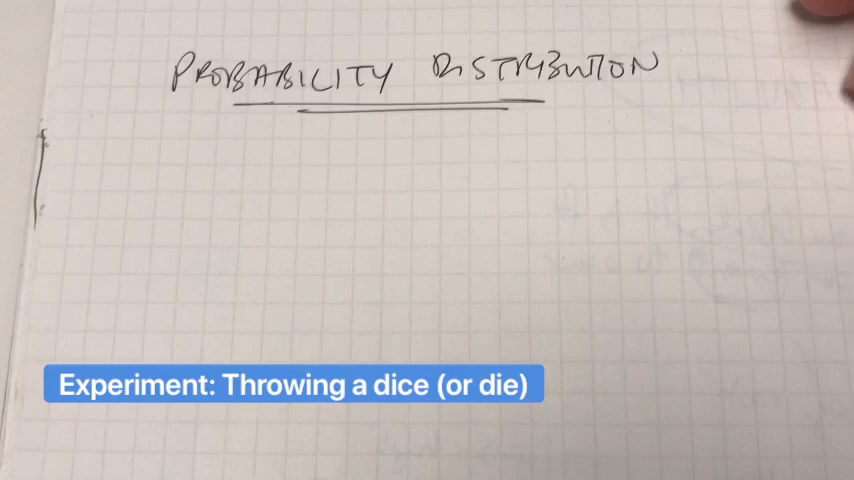 PROBABILITY DISTRIBUTION
Experiment: Throwing a dice (or die)